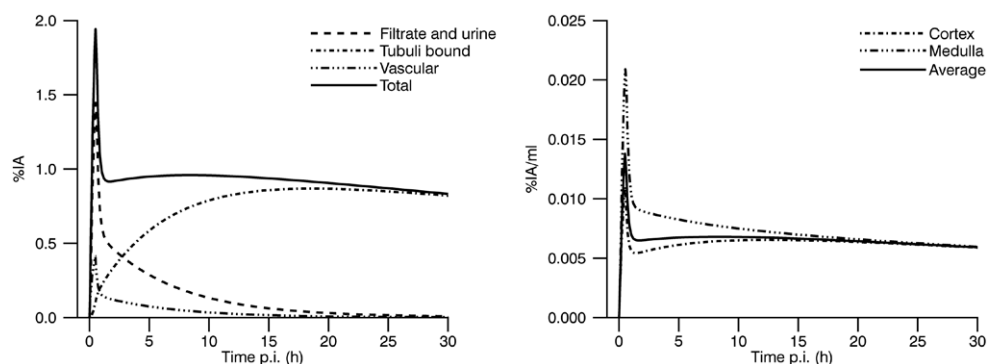 2.0
1.5
1.0
0.5
0.0
%IA
Filtrate and urine
Tubuli bound
Vascular
Total
0
5
10
15
20
25
30
Time p.i. (h)
0.025
0.020
0.015
0.010
0.005
0.000
%IA/ml
Cortex
Medulla
Average
0
5
10
15
20
25
30
Time p.i. (h)